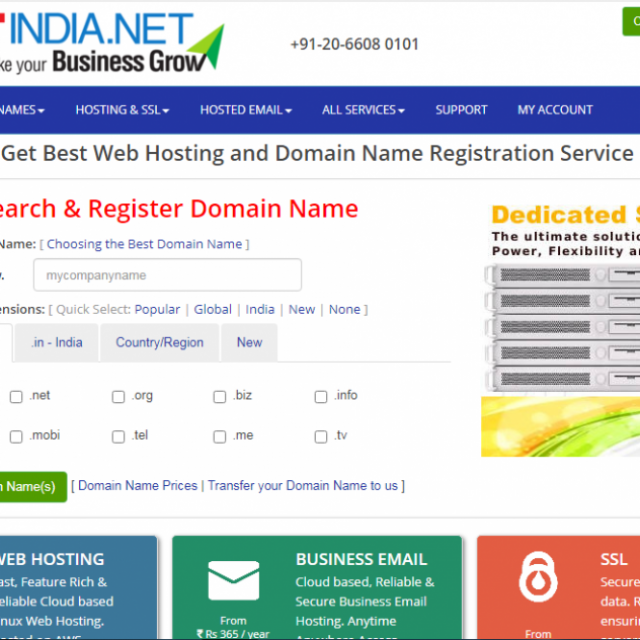 INDIA.NET
ke your Business Grow
+91-20-6608 0101
NAMES
HOSTING & SSL
HOSTED EMAIL
ALL SERVICES
SUPPORT
MY ACCOUNT
Get Best Web Hosting and Domain Name Registration Service
earch & Register Domain Name
Name: [ Choosing the Best Domain Name ]
mycompanyname
ensions: [ Quick Select: Popular | Global | India | New | None ]
.in - India
Country/Region
New
.net
.org
.biz
.info
.mobi
.tel
.me
.tv
n Name(s)
[ Domain Name Prices | Transfer your Domain Name to us ]
Dedicated S
The ultimate solutio
Power, Flexibility a
WEB HOSTING
ast, Feature Rich &
eliable Cloud based
nux Web Hosting.
From
₹ Rs 365 / year
BUSINESS EMAIL
Cloud based, Reliable &
Secure Business Email
Hosting. Anytime
Anywhere Access
From
SSL
Secure
data. R
ensuri